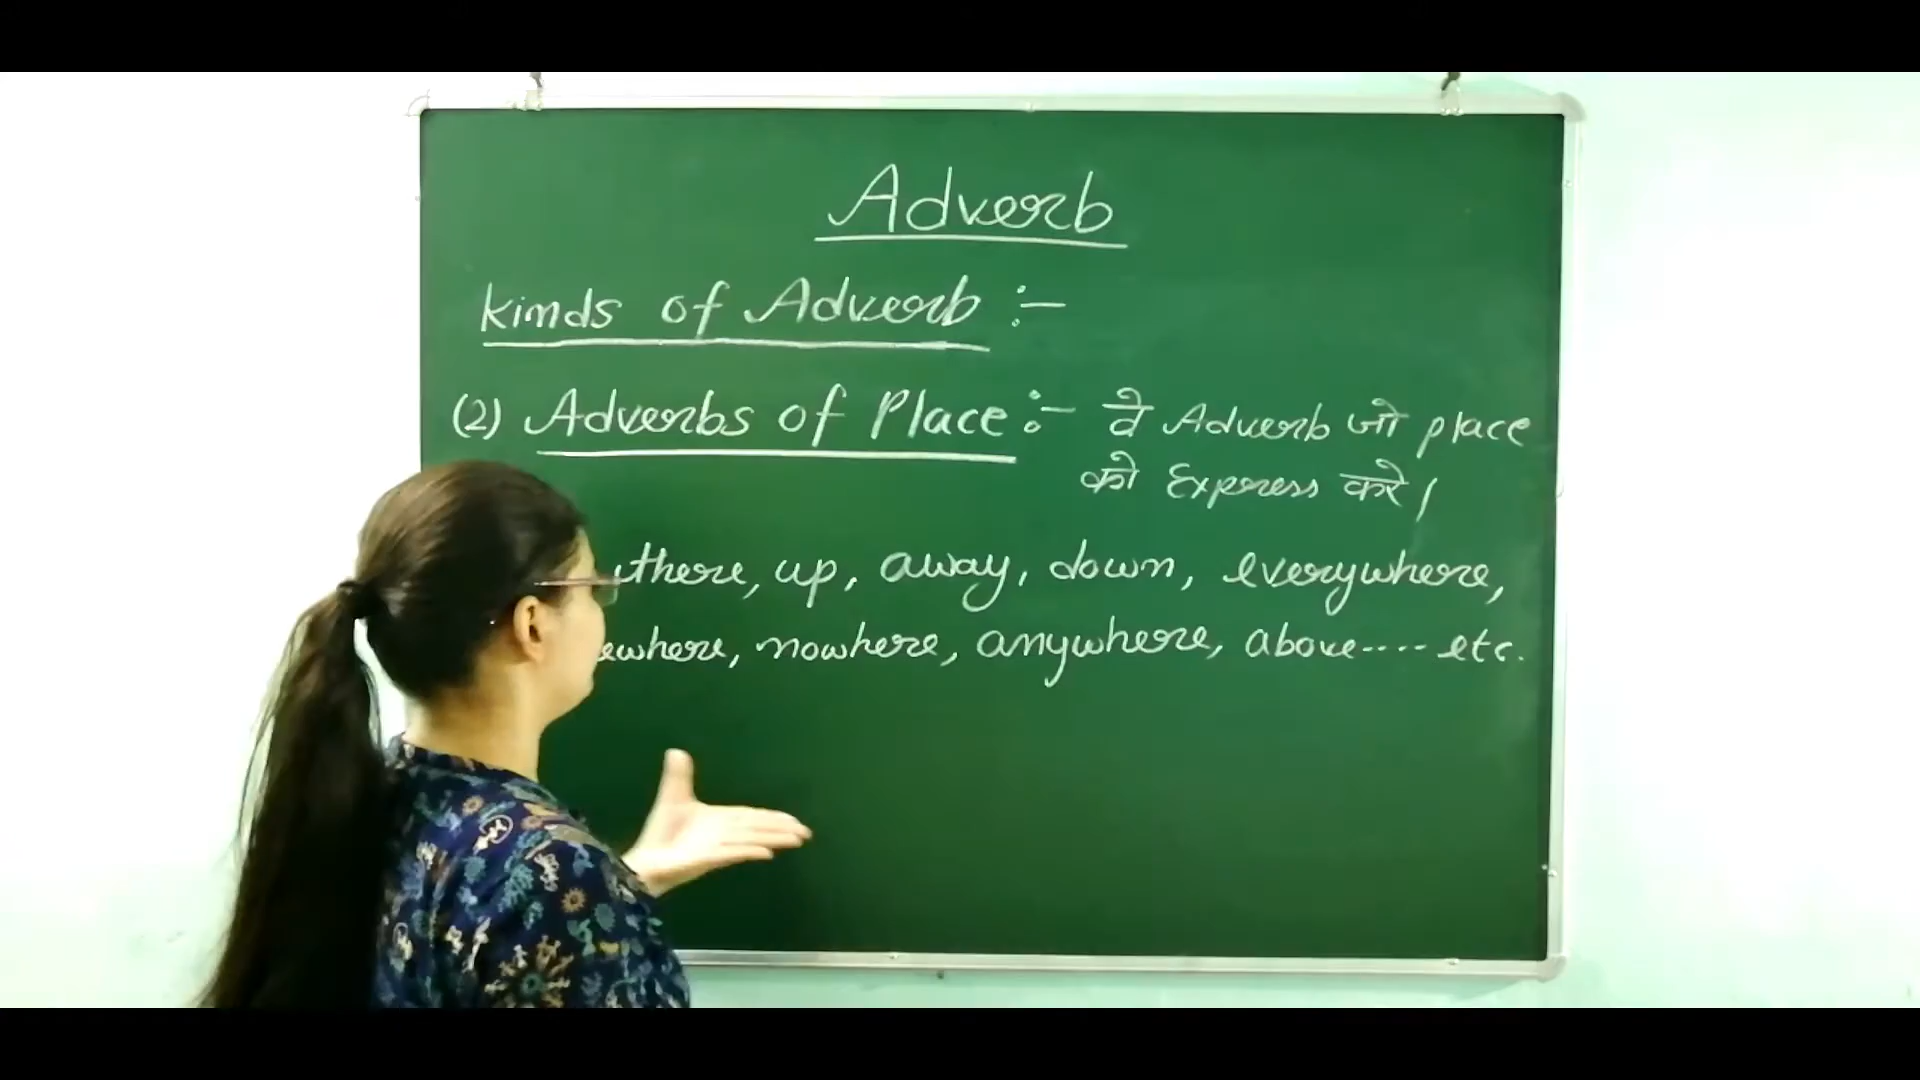 Adverb
Kinds of Adverb :-
(2) Adverbs of Place :- वे Adverb जो place
को Express करे।
there, up, away, down, everywhere,
ewhere, nowhere, anywhere, above.... etc.